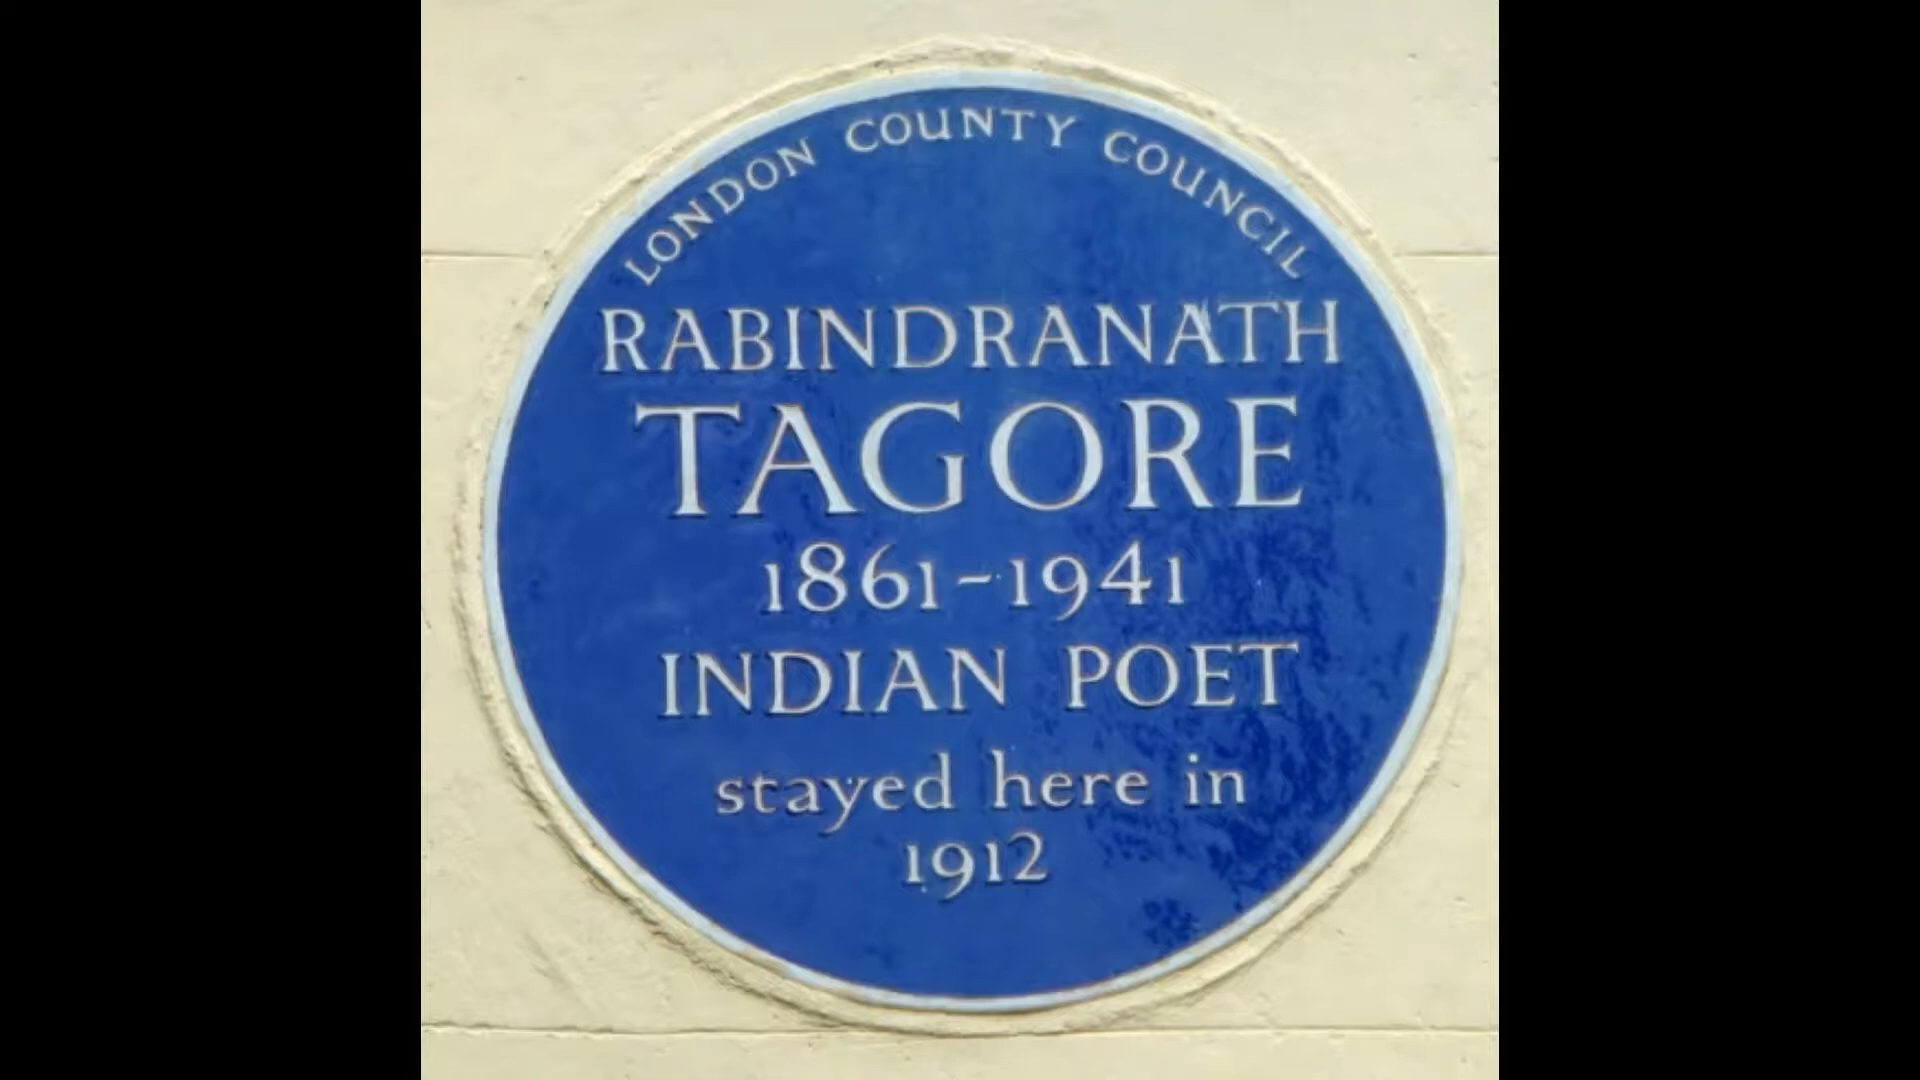 LONDON COUNTY COUNCIL
RABINDRANATH
TAGORE
1861-1941
INDIAN POET
stayed here in
1912